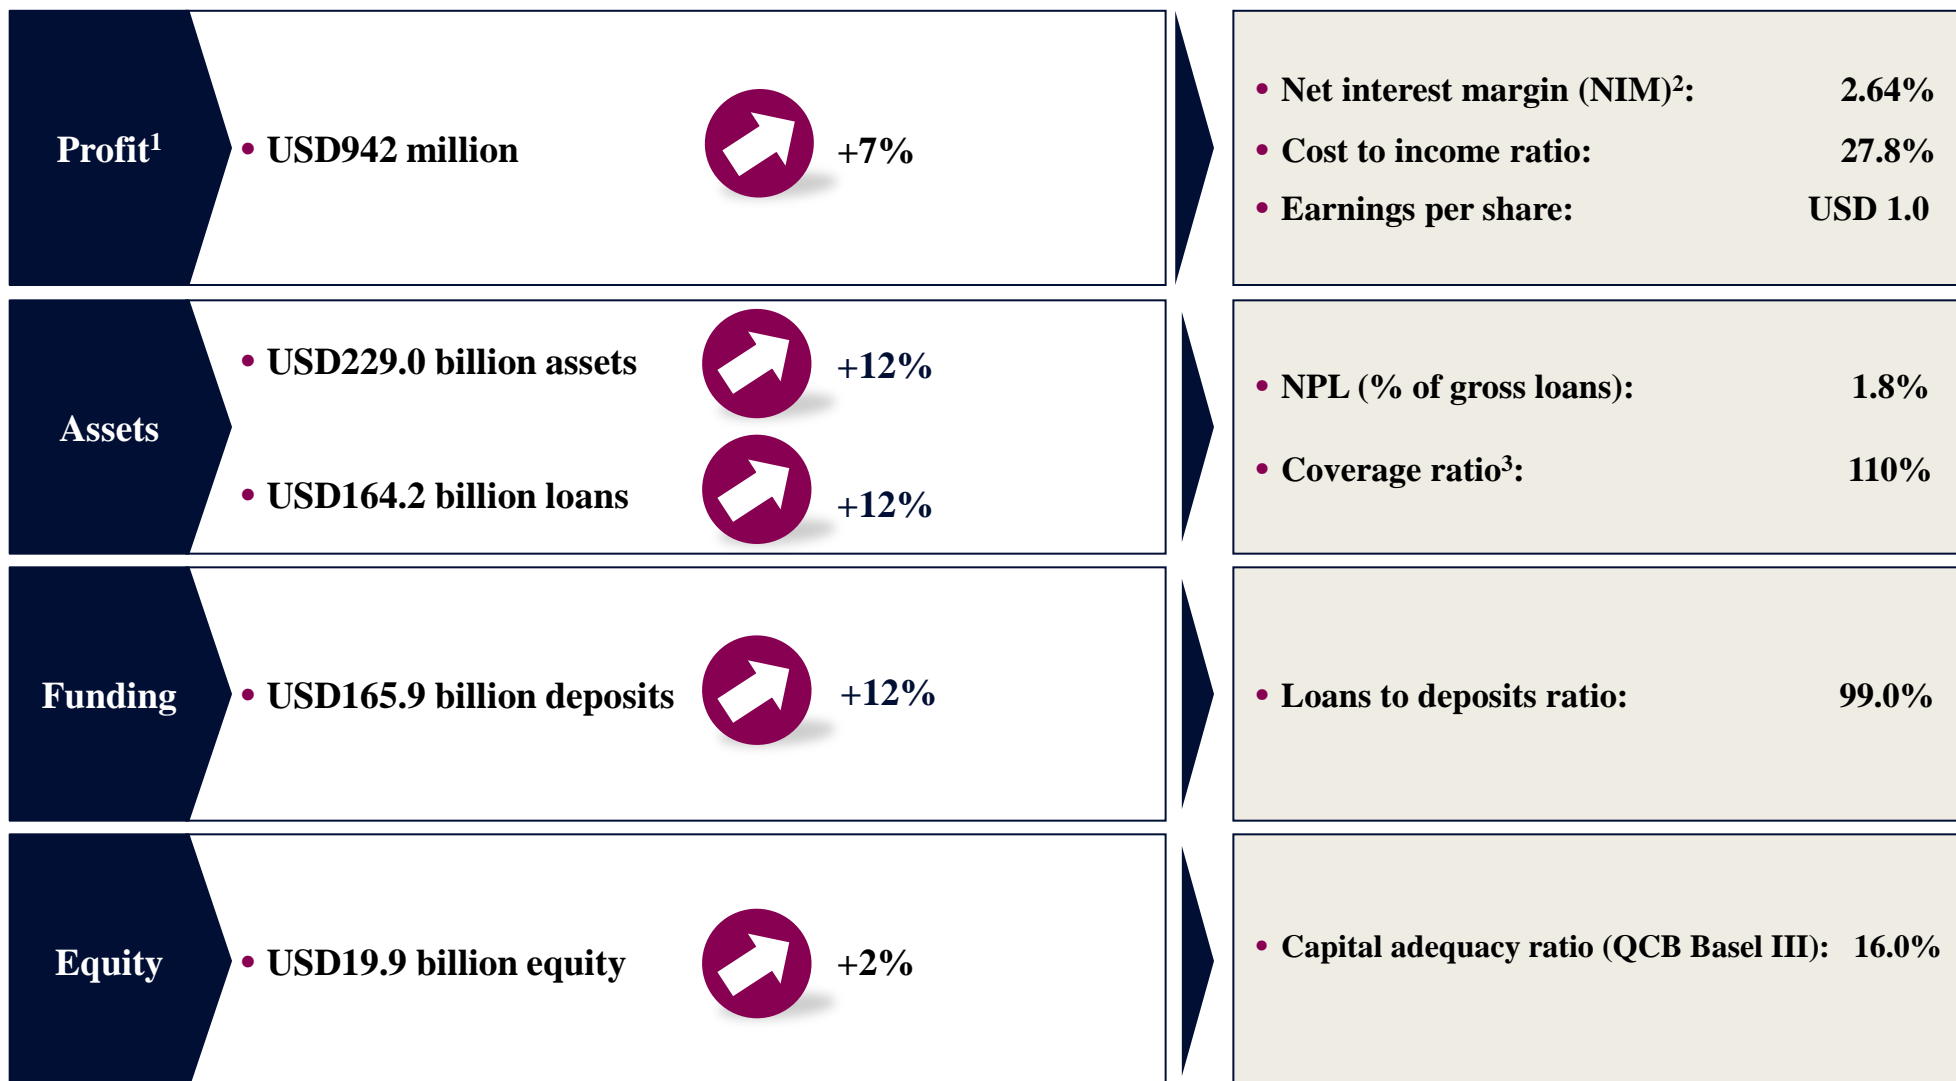 Profit¹
• USD942 million +7%
• Net interest margin (NIM)²: 2.64%
• Cost to income ratio: 27.8%
• Earnings per share: USD 1.0
Assets
• USD229.0 billion assets +12%
• USD164.2 billion loans +12%
• NPL (% of gross loans): 1.8%
• Coverage ratio³: 110%
Funding
• USD165.9 billion deposits +12%
• Loans to deposits ratio: 99.0%
Equity
• USD19.9 billion equity +2%
• Capital adequacy ratio (QCB Basel III): 16.0%